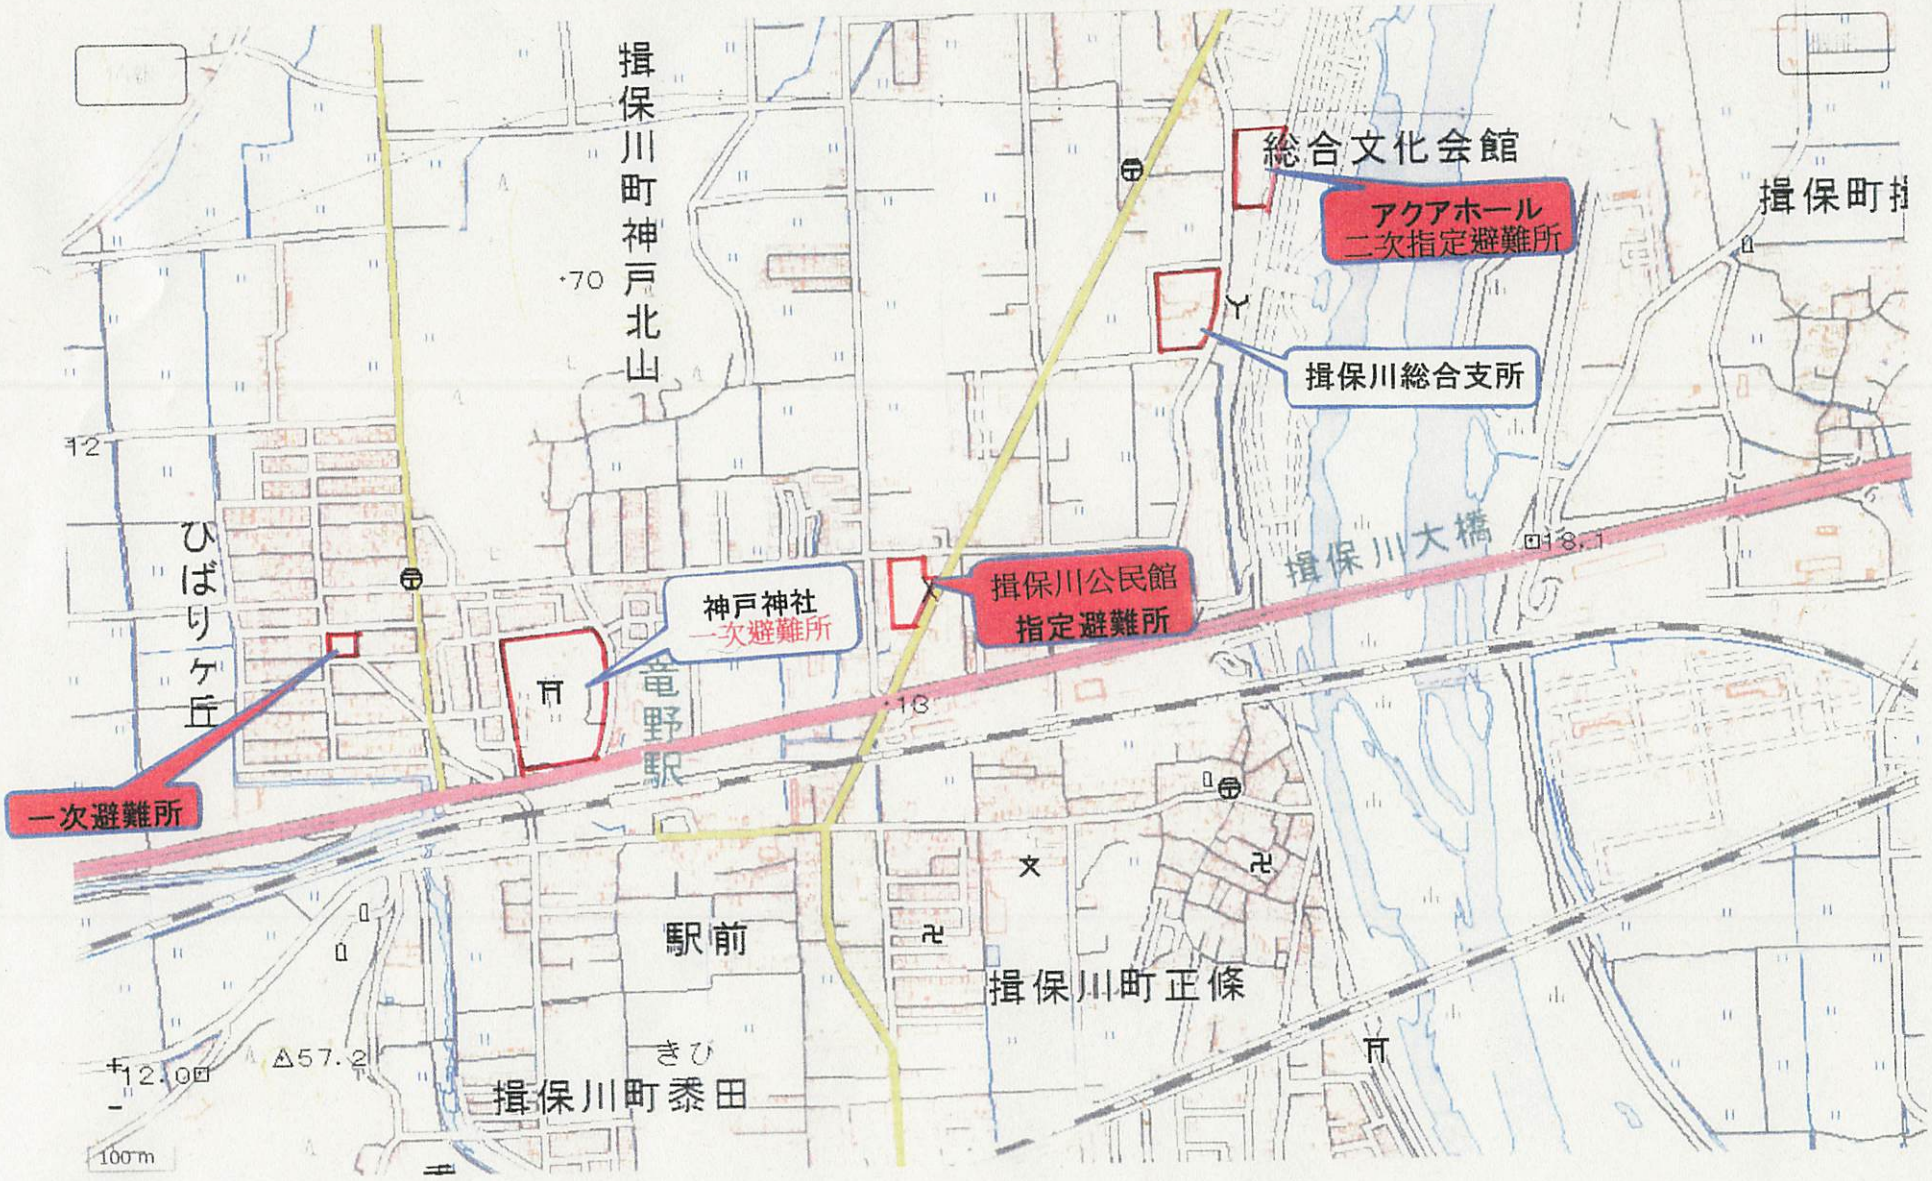 揖保川町神戸北山
総合文化会館
アクアホール
二次指定避難所
揖保町揖
・70
揖保川総合支所
12
ひばりヶ丘
揖保川大橋
18.1
神戸神社
一次避難所
揖保川公民館
指定避難所
竜野駅
・13
一次避難所
駅前
揖保川町正條
きび
揖保川町黍田
57.2
12.0
+
-
100 m